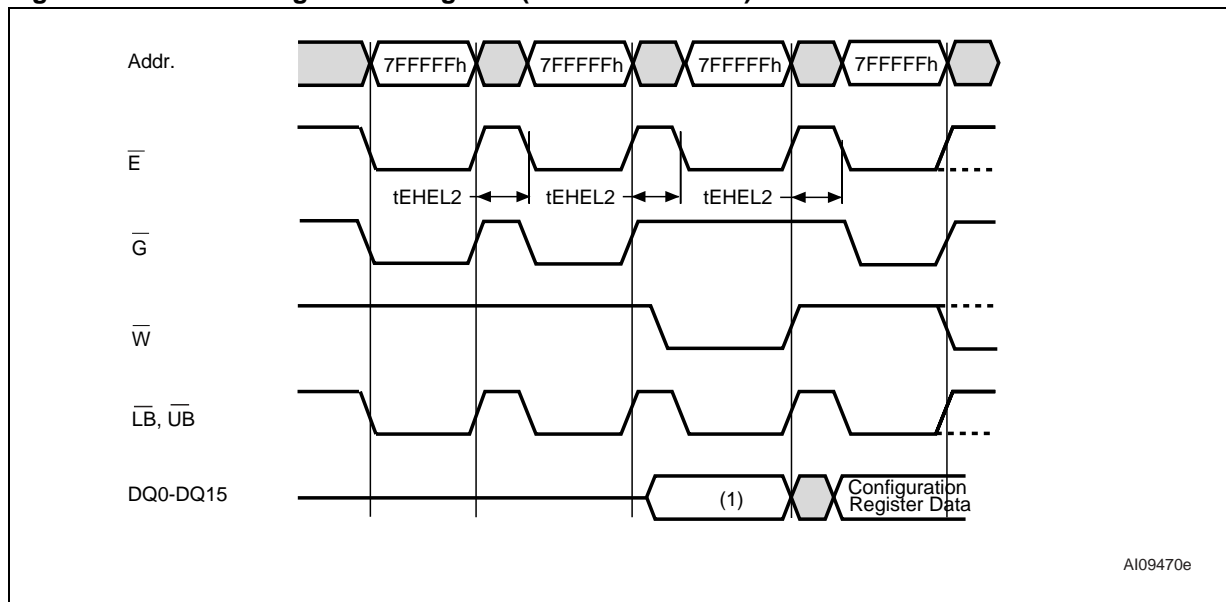 Addr.
7FFFFFh 7FFFFFh 7FFFFFh 7FFFFFh
E
tEHEL2 tEHEL2 tEHEL2
G
W
LB, UB
DQ0-DQ15
(1)
Configuration
Register Data
AI09470e